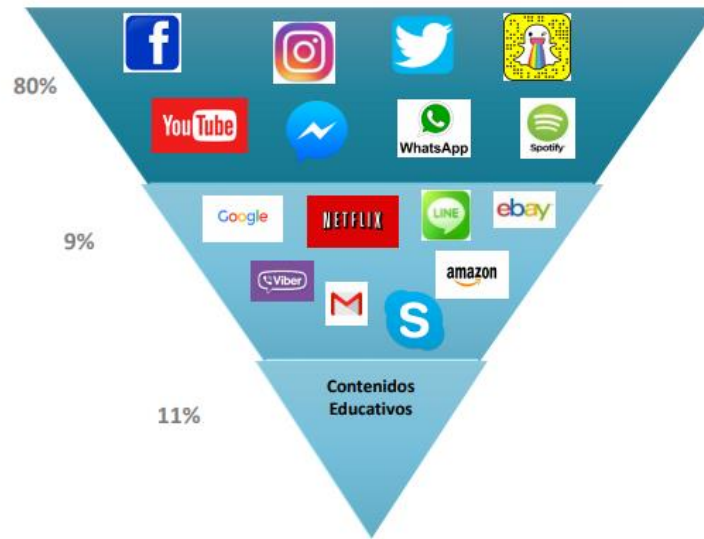 80%
YouTube
WhatsApp
Spotify
Google
NETFLIX
LINE
ebay
9%
Viber
amazon
Contenidos
Educativos
11%